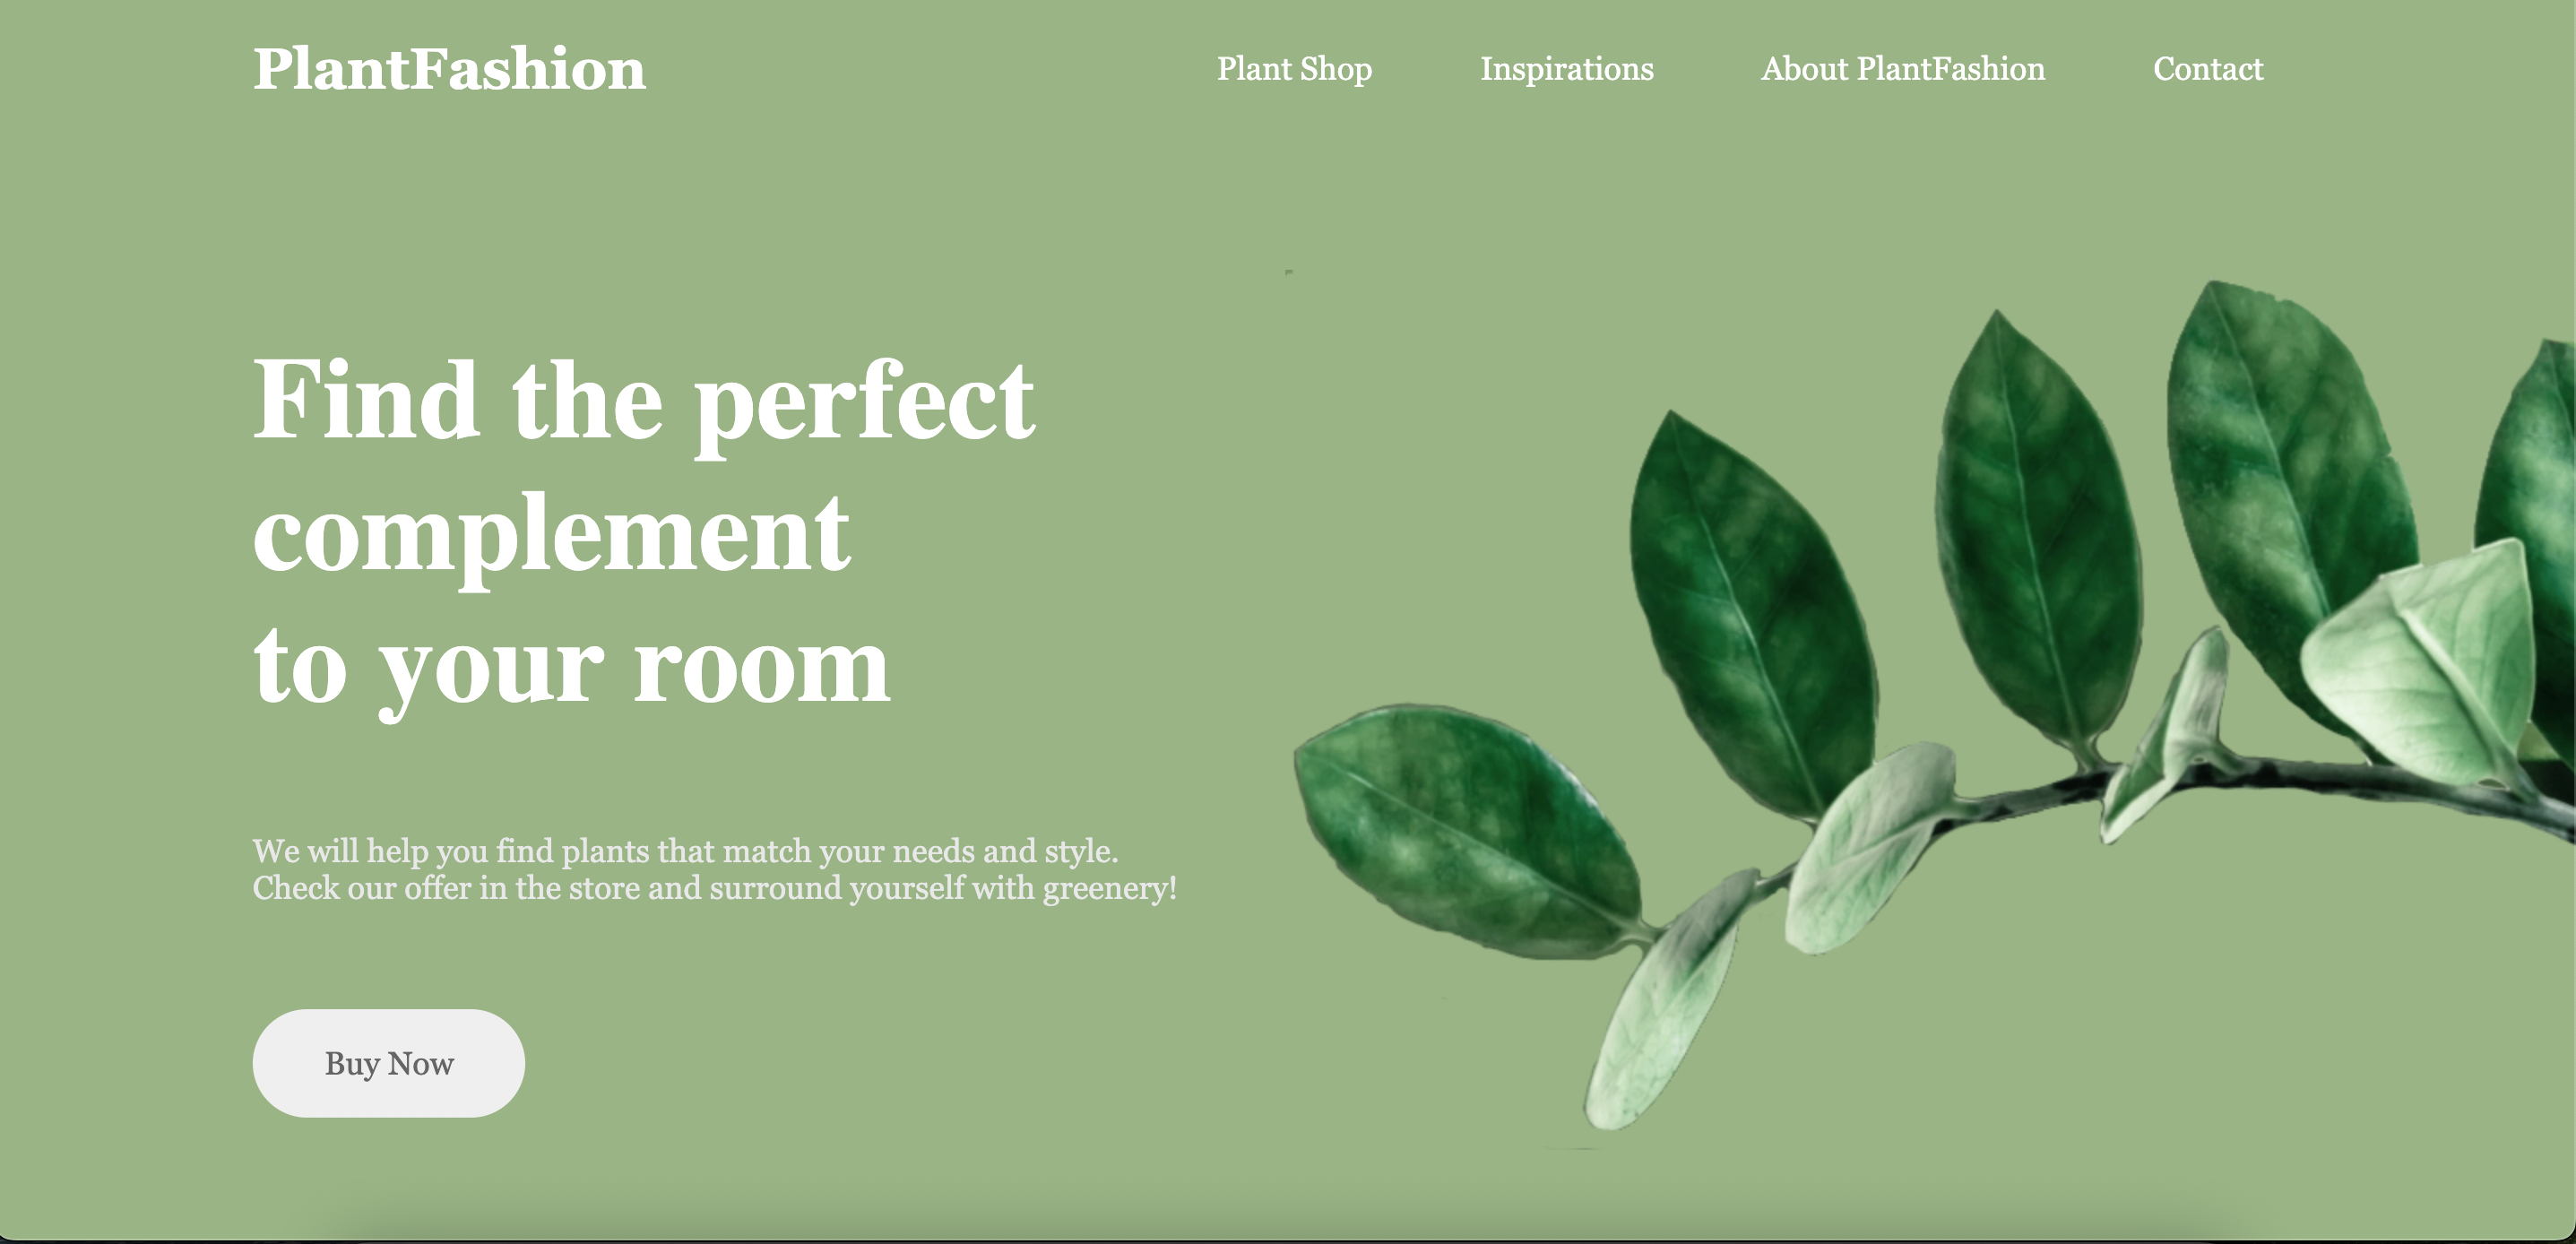 PlantFashion
Plant Shop
Inspirations
About PlantFashion
Contact
Find the perfect
complement
to your room
We will help you find plants that match your needs and style.
Check our offer in the store and surround yourself with greenery!
Buy Now